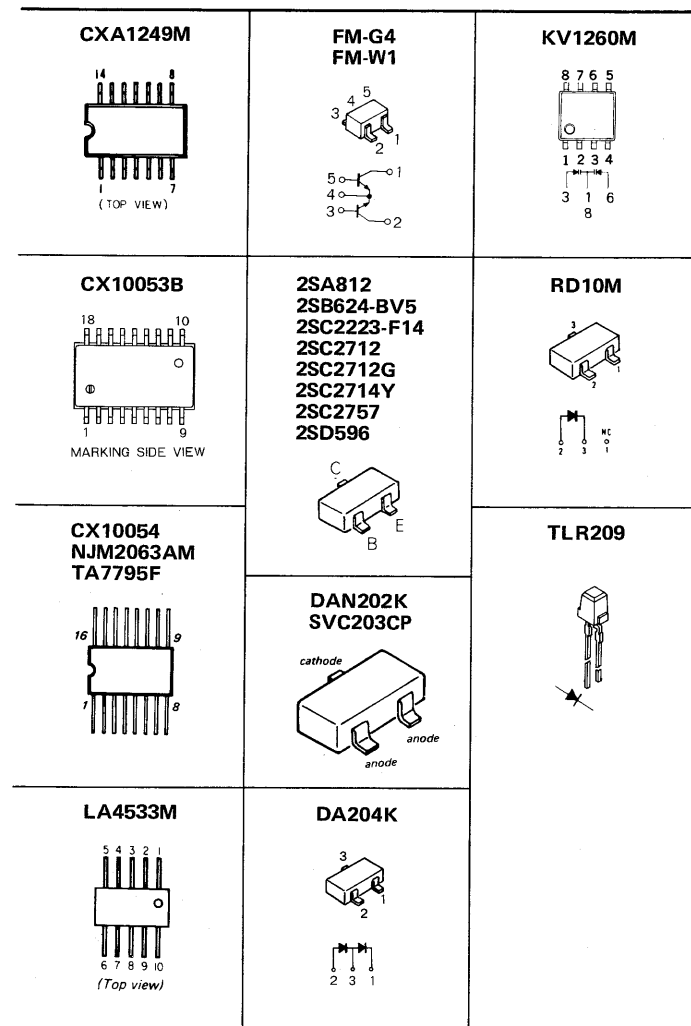 CXA1249M
14 8
1 7
(TOP VIEW)
CX10053B
18 10
1 9
MARKING SIDE VIEW
CX10054
NJM2063AM
TA7795F
16 9
1 8
LA4533M
5 4 3 2 1
6 7 8 9 10
(Top view)
FM-G4
FM-W1
5
4
3
1
2
5 1
4
3
2
2SA812
2SB624-BV5
2SC2223-F14
2SC2712
2SC2712G
2SC2714Y
2SC2757
2SD596
C
E
B
DAN202K
SVC203CP
cathode
anode
anode
DA204K
3
1
2
2 3 1
KV1260M
8 7 6 5
1 2 3 4
3 1 6
8
RD10M
3
1
2
NC
2 3 1
TLR209